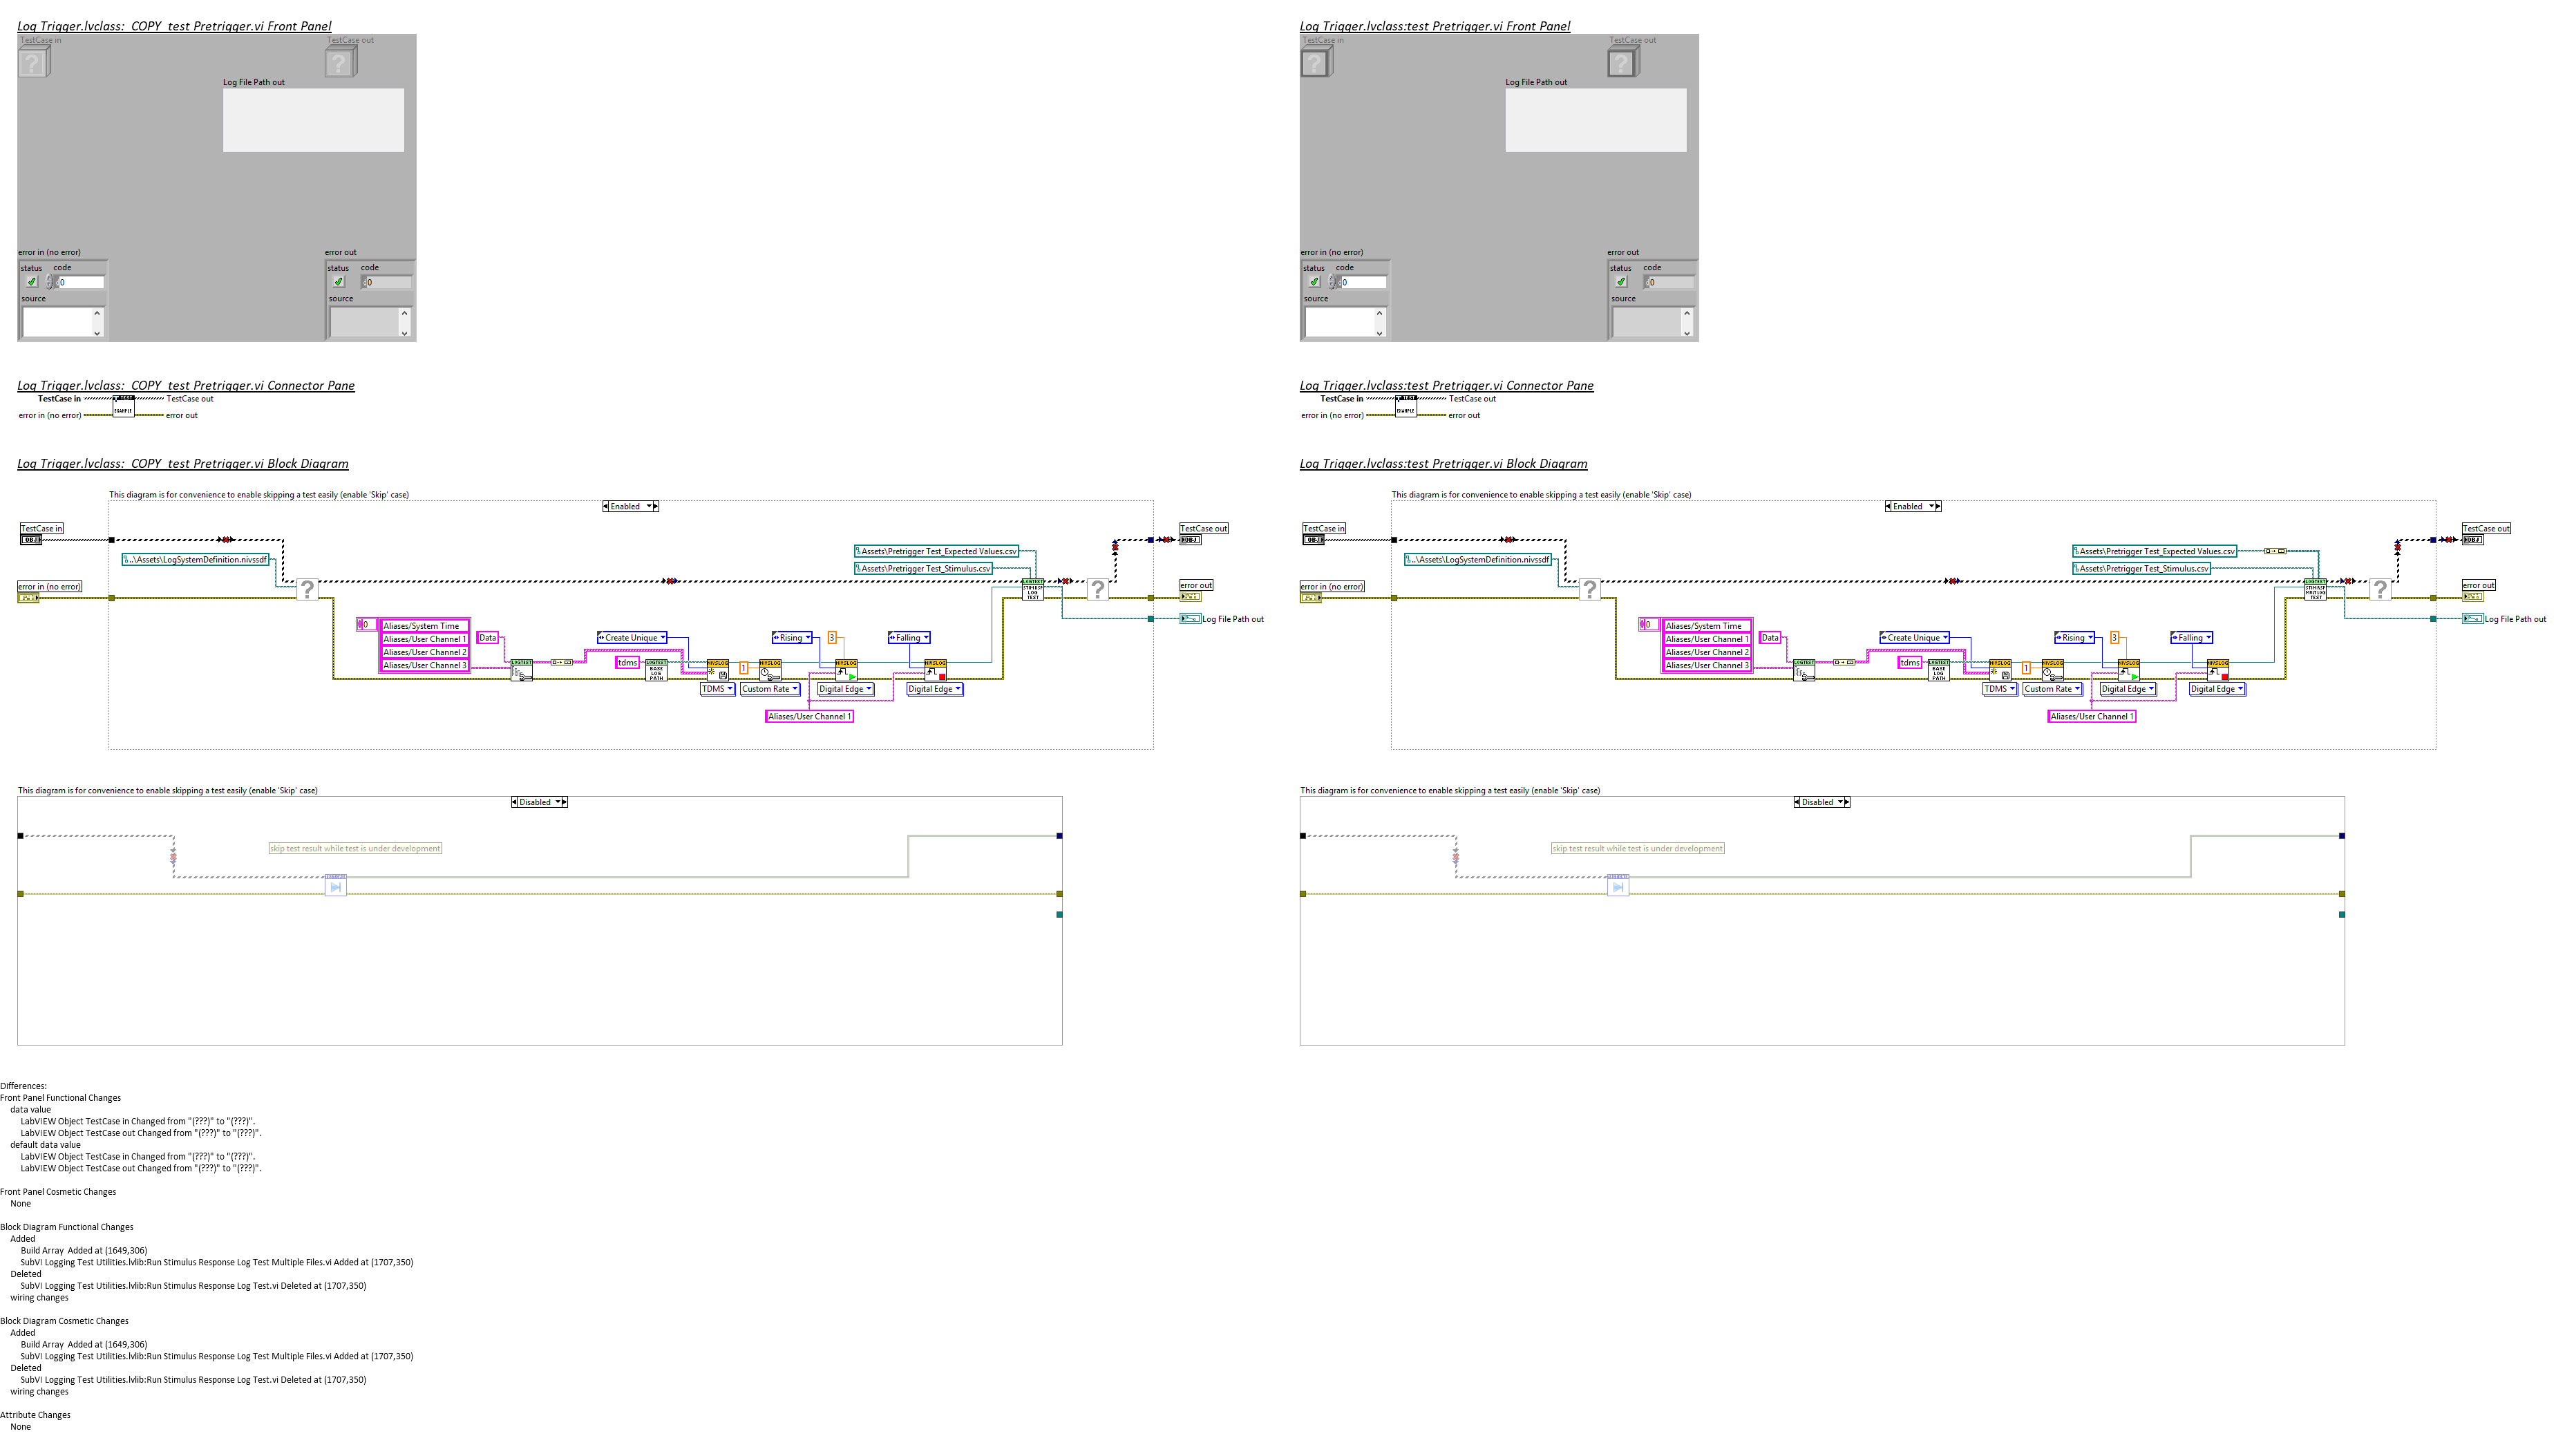 Log Trigger.lvclass:_COPY_test Pretrigger.vi Front Panel
TestCase in
TestCase out
Log File Path out
error in (no error)
error out
status code
0
source
status code
0
source
Log Trigger.lvclass:_COPY_test Pretrigger.vi Connector Pane
TestCase in
TEST
TestCase out
error in (no error)
EXAMPLE
error out
Log Trigger.lvclass:_COPY_test Pretrigger.vi Block Diagram
This diagram is for convenience to enable skipping a test easily (enable 'Skip' case)
Enabled
TestCase in
OBJ
TestCase out
OBJ
..\Assets\LogSystemDefinition.nivssdf
Assets\Pretrigger Test_Expected Values.csv
Assets\Pretrigger Test_Stimulus.csv
error in (no error)
error out
Log File Path out
0
Aliases/System Time
Aliases/User Channel 1
Aliases/User Channel 2
Aliases/User Channel 3
Data
Create Unique
Rising
3
Falling
tdms
1
LOGTEST
BASE
LOG
PATH
NIVSLOG
TDMS
Custom Rate
Digital Edge
Digital Edge
Aliases/User Channel 1
This diagram is for convenience to enable skipping a test easily (enable 'Skip' case)
Disabled
skip test result while test is under development
Log Trigger.lvclass:test Pretrigger.vi Front Panel
TestCase in
TestCase out
Log File Path out
error in (no error)
error out
status code
0
source
status code
0
source
Log Trigger.lvclass:test Pretrigger.vi Connector Pane
TestCase in
TEST
TestCase out
error in (no error)
EXAMPLE
error out
Log Trigger.lvclass:test Pretrigger.vi Block Diagram
This diagram is for convenience to enable skipping a test easily (enable 'Skip' case)
Enabled
TestCase in
OBJ
TestCase out
OBJ
..\Assets\LogSystemDefinition.nivssdf
Assets\Pretrigger Test_Expected Values.csv
Assets\Pretrigger Test_Stimulus.csv
error in (no error)
error out
Log File Path out
0
Aliases/System Time
Aliases/User Channel 1
Aliases/User Channel 2
Aliases/User Channel 3
Data
Create Unique
Rising
3
Falling
tdms
1
LOGTEST
BASE
LOG
PATH
NIVSLOG
TDMS
Custom Rate
Digital Edge
Digital Edge
Aliases/User Channel 1
This diagram is for convenience to enable skipping a test easily (enable 'Skip' case)
Disabled
skip test result while test is under development
Differences:
Front Panel Functional Changes
data value
LabVIEW Object TestCase in Changed from "(???)" to "(???)".
LabVIEW Object TestCase out Changed from "(???)" to "(???)".
default data value
LabVIEW Object TestCase in Changed from "(???)" to "(???)".
LabVIEW Object TestCase out Changed from "(???)" to "(???)".
Front Panel Cosmetic Changes
None
Block Diagram Functional Changes
Added
Build Array  Added at (1649,306)
SubVI Logging Test Utilities.lvlib:Run Stimulus Response Log Test Multiple Files.vi Added at (1707,350)
Deleted
SubVI Logging Test Utilities.lvlib:Run Stimulus Response Log Test.vi Deleted at (1707,350)
wiring changes
Block Diagram Cosmetic Changes
Added
Build Array  Added at (1649,306)
SubVI Logging Test Utilities.lvlib:Run Stimulus Response Log Test Multiple Files.vi Added at (1707,350)
Deleted
SubVI Logging Test Utilities.lvlib:Run Stimulus Response Log Test.vi Deleted at (1707,350)
wiring changes
Attribute Changes
None